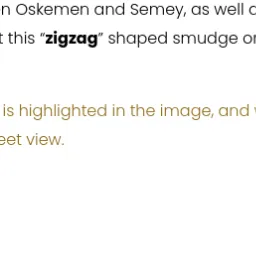 n Oskemen and Semey, as well a
t this “zigzag” shaped smudge or
is highlighted in the image, and
eet view.